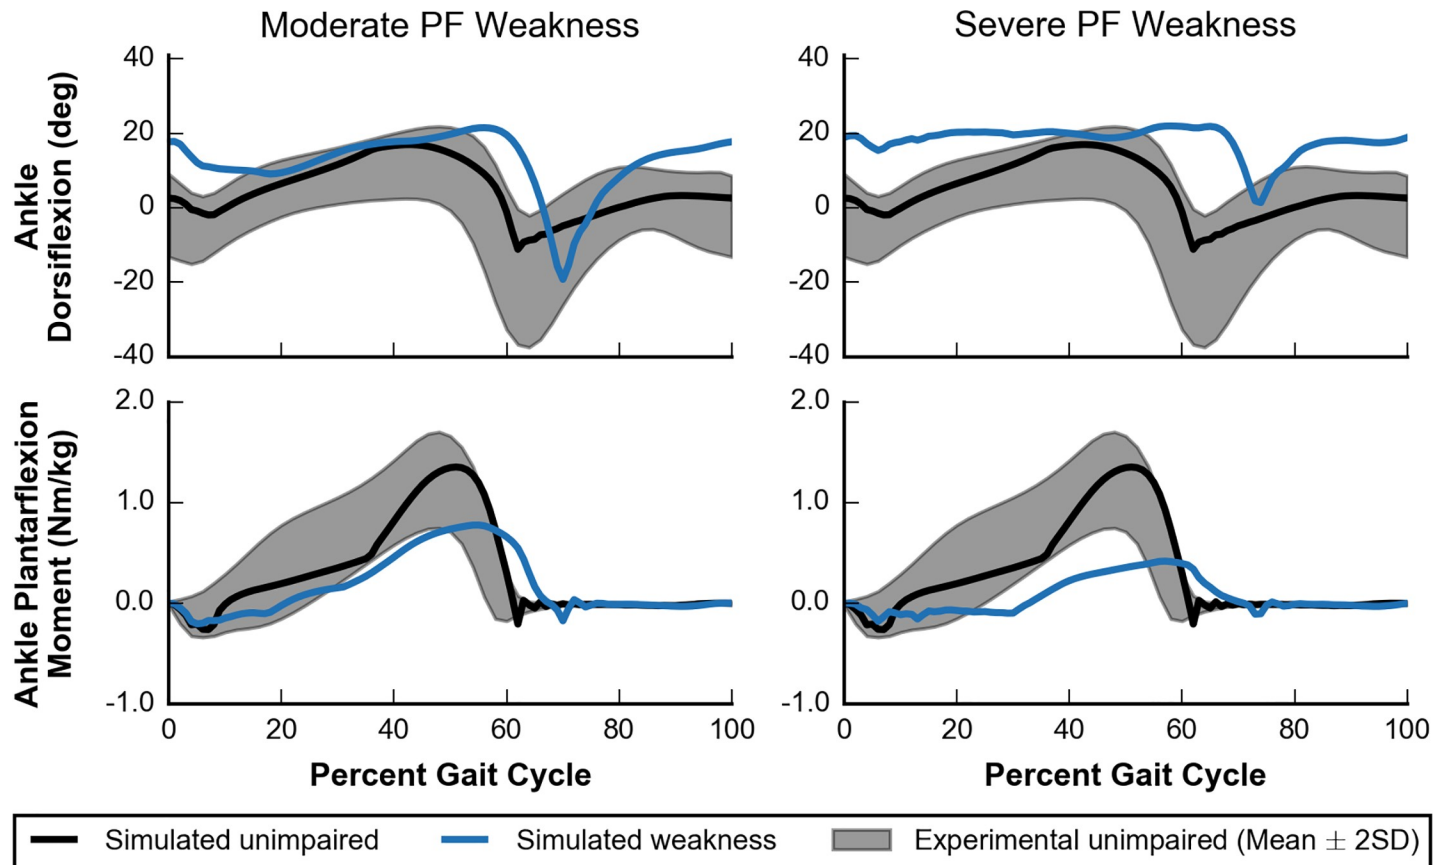 Moderate PF Weakness
Severe PF Weakness
Ankle
Dorsiflexion (deg)
40
20
0
-20
-40
40
20
0
-20
-40
Ankle Plantarflexion
Moment (Nm/kg)
2.0
1.0
0.0
-1.0
2.0
1.0
0.0
-1.0
0 20 40 60 80 100
0 20 40 60 80 100
Percent Gait Cycle
Percent Gait Cycle
Simulated unimpaired Simulated weakness Experimental unimpaired (Mean ± 2SD)